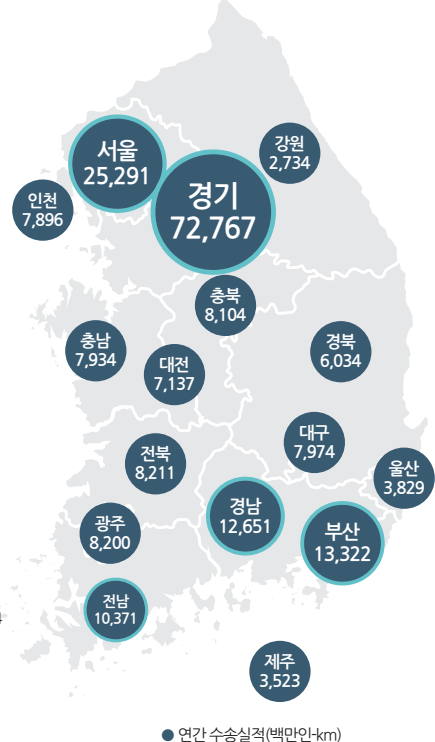 서울
25,291
경기
72,767
강원
2,734
인천
7,896
충북
8,104
충남
7,934
대전
7,137
경북
6,034
대구
7,974
전북
8,211
울산
3,829
경남
12,651
부산
13,322
광주
8,200
전남
10,371
제주
3,523
● 연간 수송실적(백만인-km)